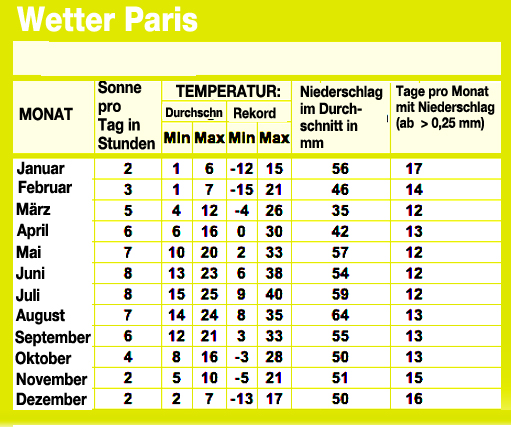 Wetter Paris
MONAT Sonne pro Tag in Stunden TEMPERATUR: Niederschlag im Durch-schnitt in mm Tage pro Monat mit Niederschlag (ab > 0,25 mm)
Durchschn Rekord
Min Max Min Max
Januar 2 1 6 -12 15 56 17
Februar 3 1 7 -15 21 46 14
März 5 4 12 -4 26 35 12
April 6 6 16 0 30 42 13
Mai 7 10 20 2 33 57 12
Juni 8 13 23 6 38 54 12
Juli 8 15 25 9 40 59 12
August 7 14 24 8 35 64 13
September 6 12 21 3 33 55 13
Oktober 4 8 16 -3 28 50 13
November 2 5 10 -5 21 51 15
Dezember 2 2 7 -13 17 50 16